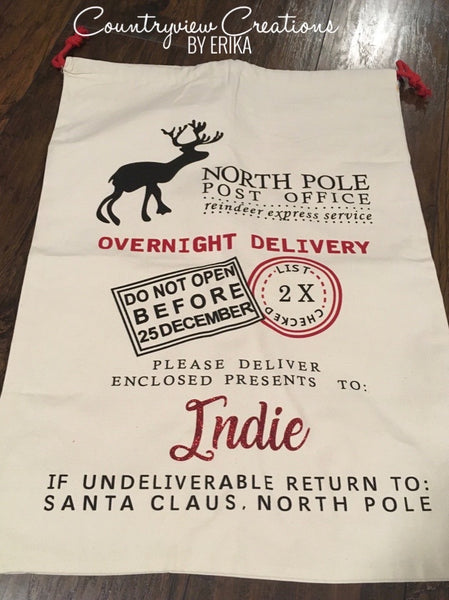 Countryview Creations
BY ERIKA
NORTH POLE
POST OFFICE
reindeer express service
OVERNIGHT DELIVERY
DO NOT OPEN
BEFORE
25 DECEMBER
LIST
2 X
CHECKED
PLEASE DELIVER
ENCLOSED PRESENTS TO:
Indie
IF UNDELIVERABLE RETURN TO:
SANTA CLAUS, NORTH POLE